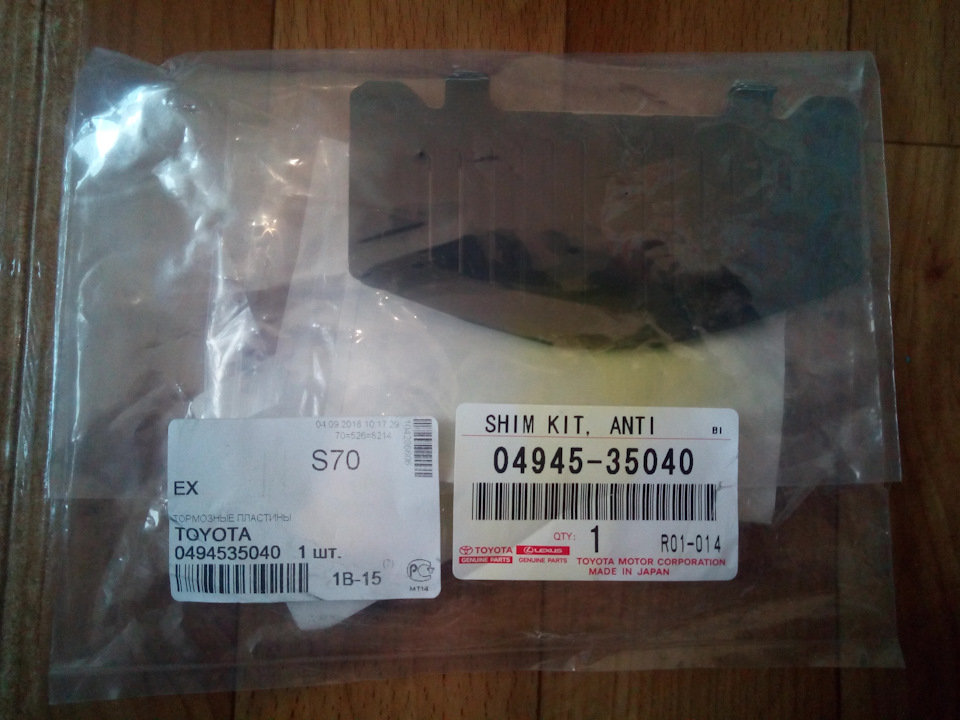 04.09.2018 10:17:29
70=526=8214
S70
EX
ТОРМОЗНЫЕ ПЛАСТИНЫ
TOYOTA
0494535040 1 шт.
1B-15
РСТ
МТ14
SHIM KIT, ANTI
BI
04945-35040
QTY: 1
R01-014
TOYOTA LEXUS
GENUINE PARTS GENUINE PARTS
TOYOTA MOTOR CORPORATION
MADE IN JAPAN